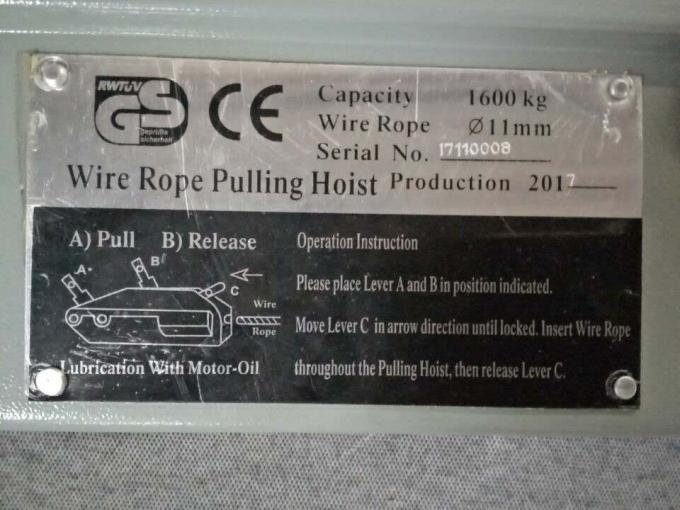 RWTÜV
geprüfte
sicherheit
CE
Capacity 1600 kg
Wire Rope Ø11mm
Serial No. 17110008
Wire Rope Pulling Hoist Production 2017
A) Pull B) Release
Operation Instruction
A
B
C
Wire
Rope
Please place Lever A and B in position indicated.
Move Lever C in arrow direction until locked. Insert Wire Rope
Lubrication With Motor-Oil
throughout the Pulling Hoist, then release Lever C.